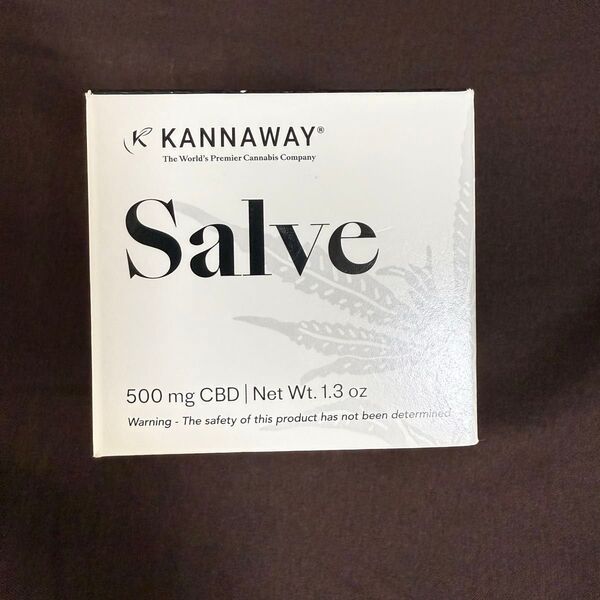 KANNAWAY®
The World's Premier Cannabis Company
Salve
500 mg CBD | Net Wt. 1.3 oz
Warning - The safety of this product has not been determined